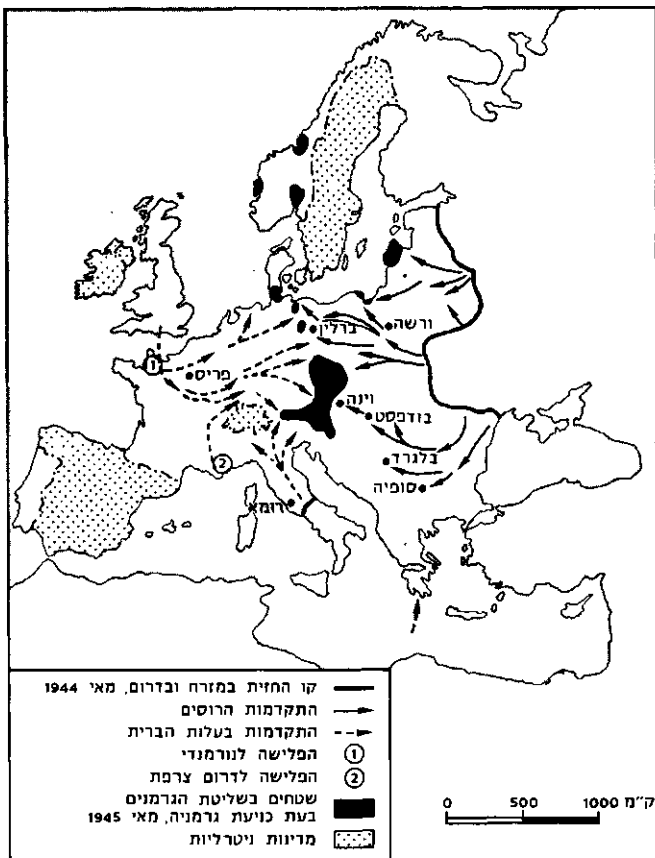 ברלין
ורשה
1
פריס
וינה
בודפסט
בלגרד
2
סופיה
רומא
קו החזית במזרח ובדרום, מאי 1944
התקדמות הרוסים
התקדמות בעלות הברית
1 הפלישה לנורמנדי
2 הפלישה לדרום צרפת
שטחים בשליטת הגרמנים
בעת כניעת גרמניה, מאי 1945
מדינות ניטרליות
0 500 1000 ק"מ